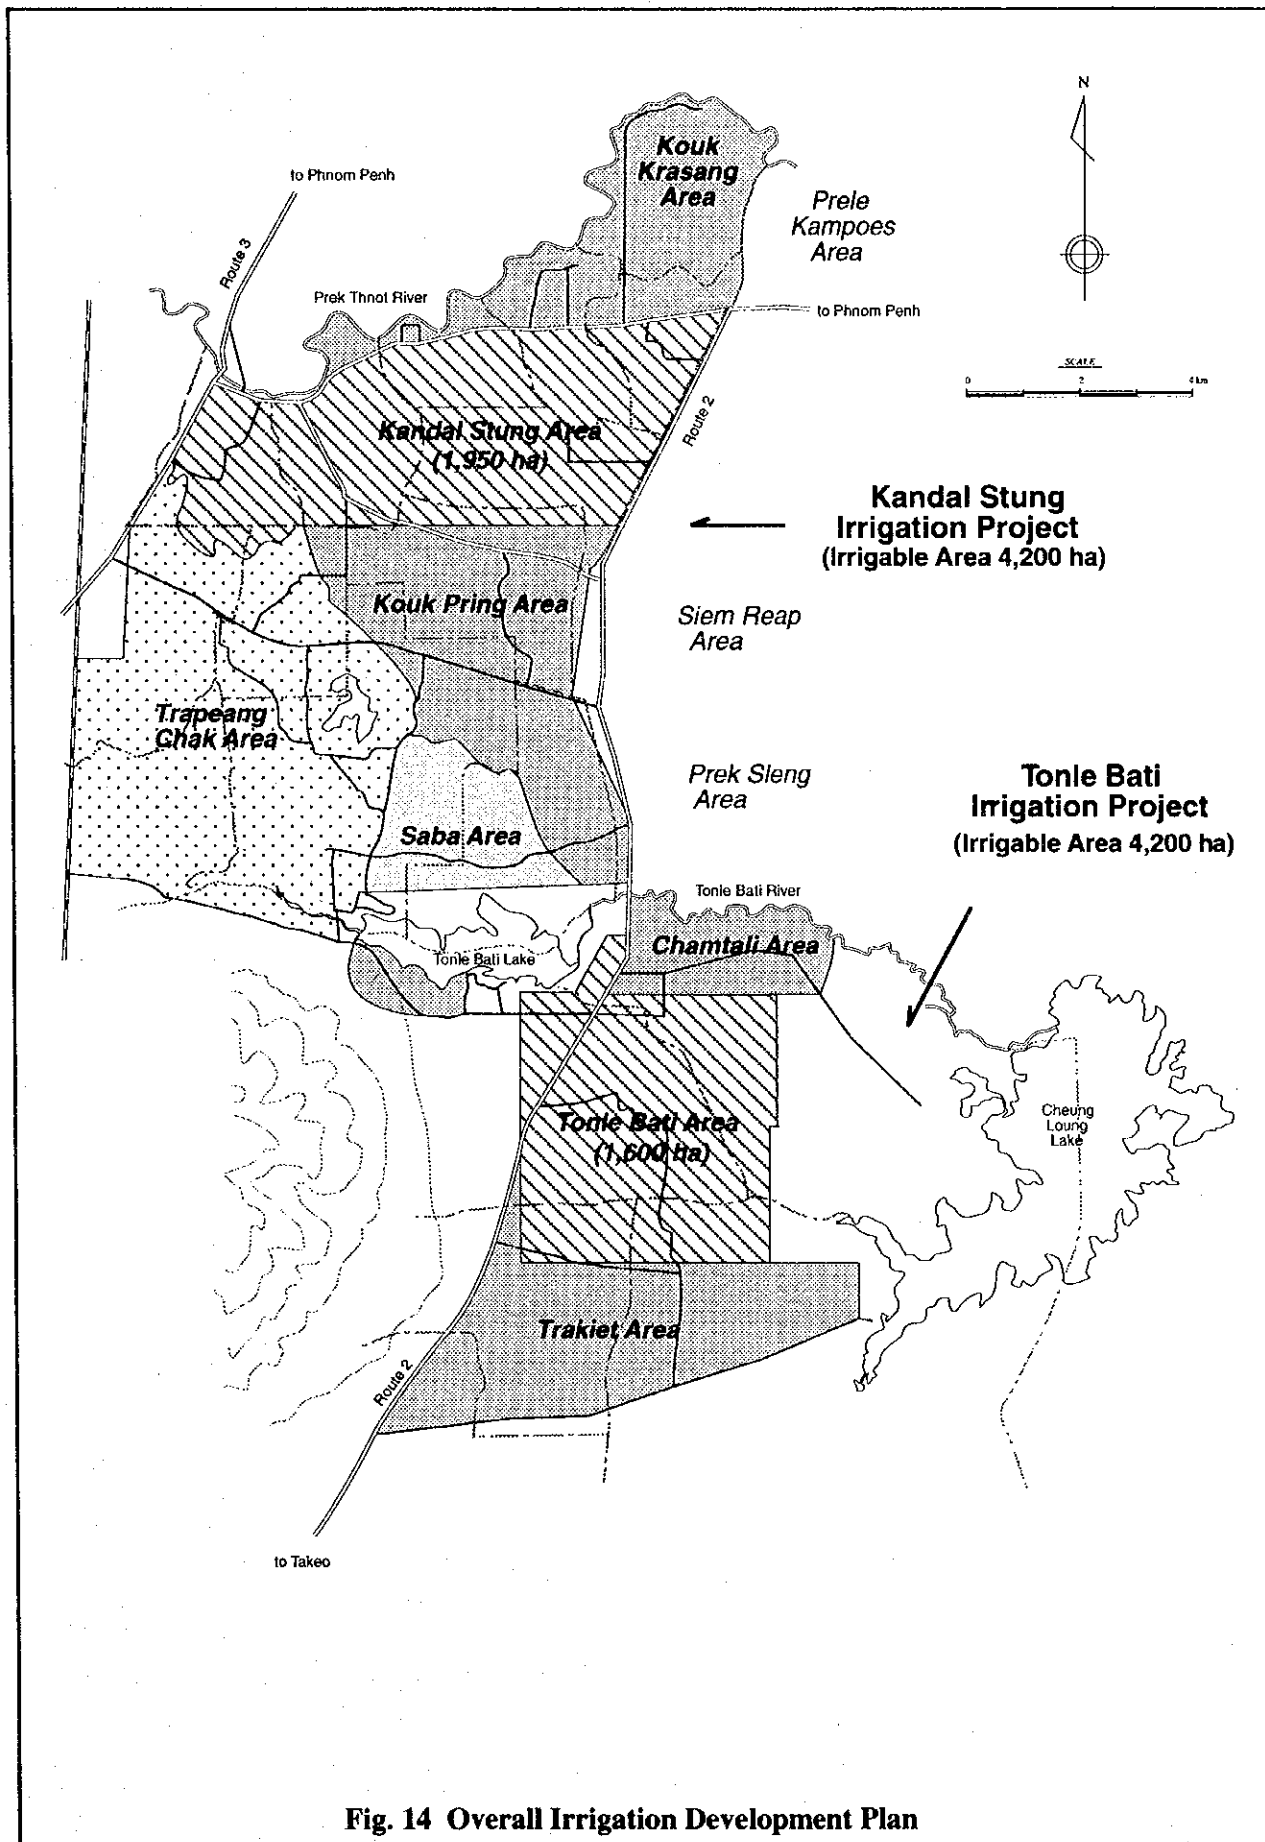 N
Kouk
Krasang
Area
to Phnom Penh
Prele
Kampoes
Area
Route 3
Prek Thnot River
to Phnom Penh
SCALE
0 2 4 km
Route 2
Kandal Stung Area
(1,950 ha)
Kandal Stung
Irrigation Project
(Irrigable Area 4,200 ha)
Kouk Pring Area
Siem Reap
Area
Trapeang
Chak Area
Prek Sleng
Area
Tonle Bati
Irrigation Project
(Irrigable Area 4,200 ha)
Saba Area
Tonle Bati River
Chamtali Area
Tonle Bati Lake
Cheung
Loung
Lake
Tonle Bati Area
(1,600 ha)
Trakiet Area
Route 2
to Takeo
Fig. 14 Overall Irrigation Development Plan